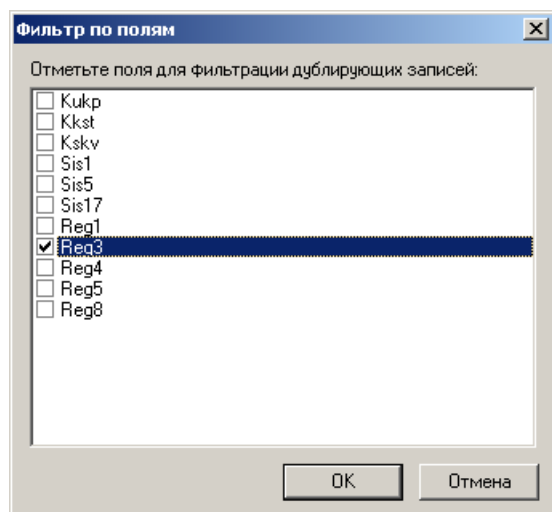 Фильтр по полям
Отметьте поля для фильтрации дублирующих записей:
Kukp
Kkst
Kskv
Sis1
Sis5
Sis17
Reg1
Reg3
Reg4
Reg5
Reg8
OK
Отмена